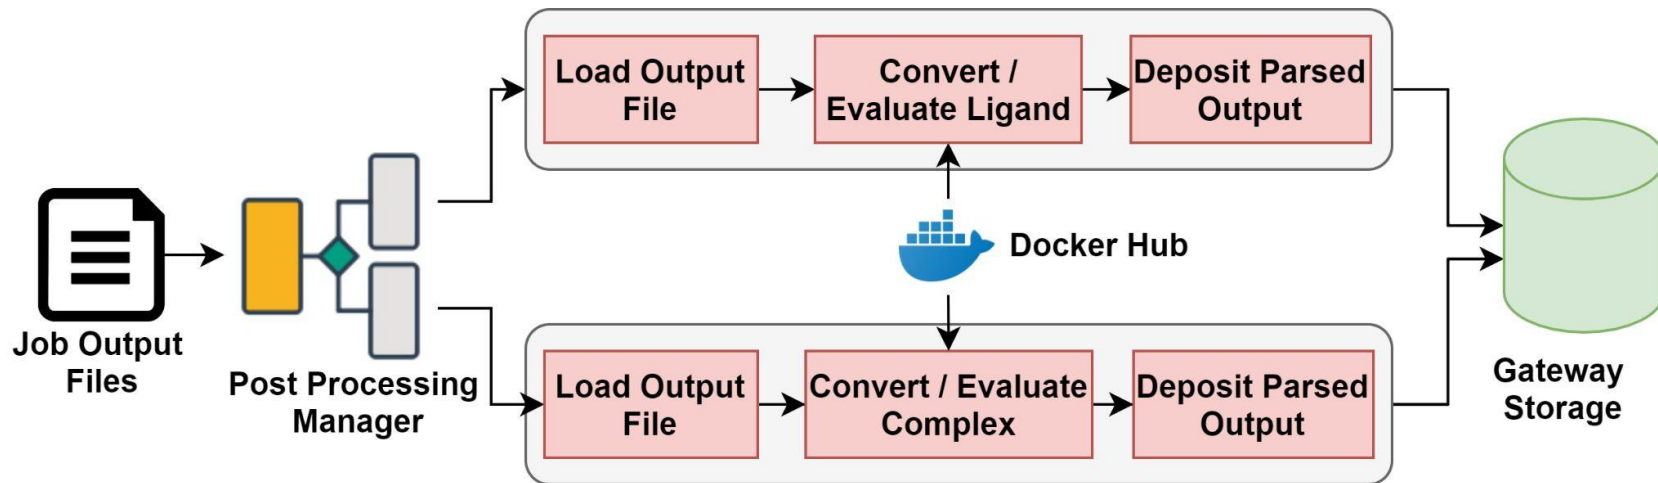 Load Output
File
Convert /
Evaluate Ligand
Deposit Parsed
Output
Docker Hub
Job Output
Files
Post Processing
Manager
Load Output
File
Convert / Evaluate
Complex
Deposit Parsed
Output
Gateway
Storage